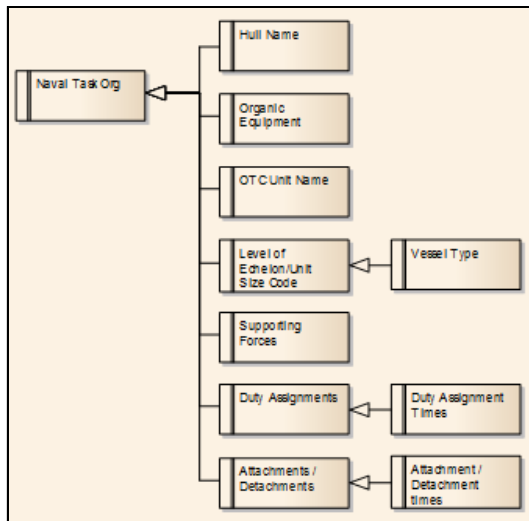 Hull Name
Naval Task Org
Organic
Equipment
OTC Unit Name
Level of
Echelon/Unit
Size Code
Vessel Type
Supporting
Forces
Duty Assignments
Duty Assignment
Times
Attachments /
Detachments
Attachment /
Detachment
times